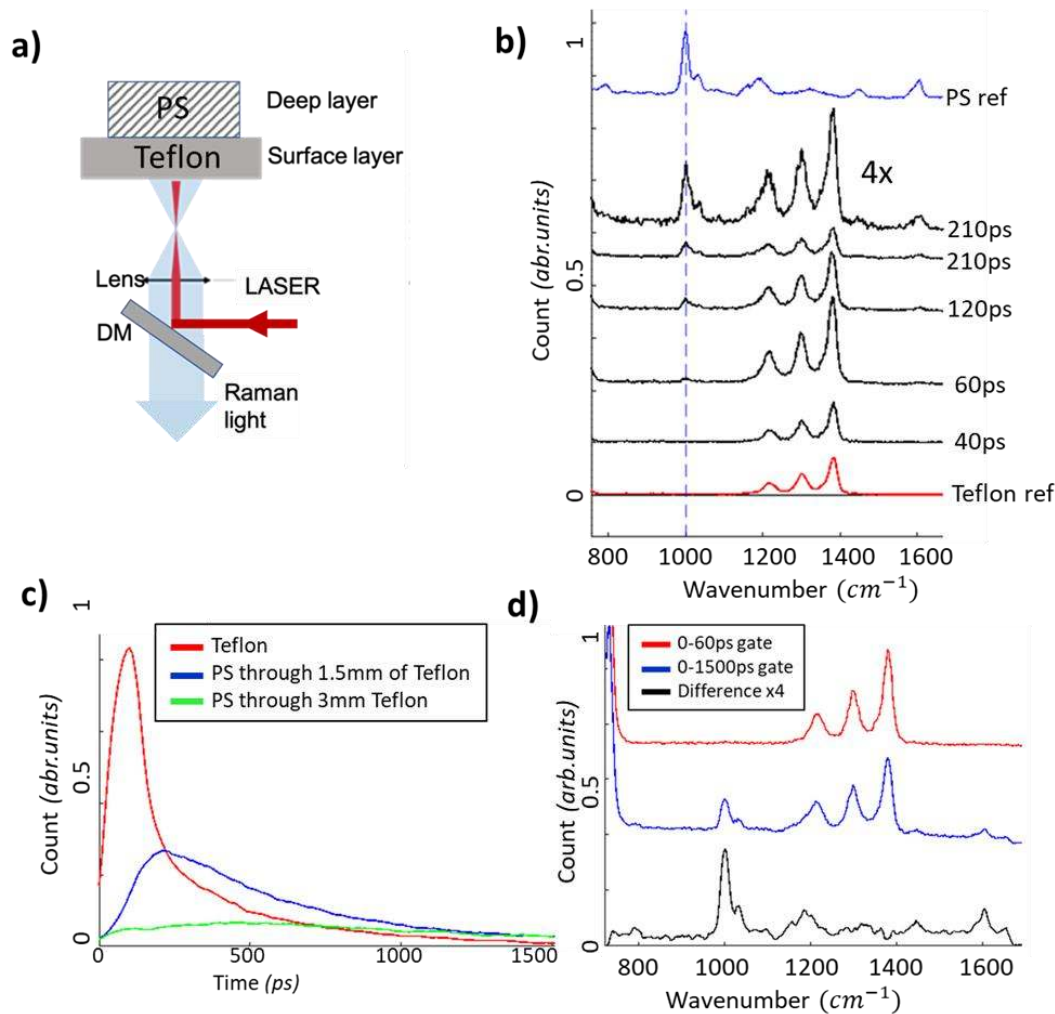 a)
PS
Deep layer
Teflon
Surface layer
Lens
LASER
DM
Raman
light
b)
Count (abr.units)
1
0.5
0
PS ref
4x
210ps
210ps
120ps
60ps
40ps
Teflon ref
800 1000 1200 1400 1600
Wavenumber (cm⁻¹)
c)
Count (abr.units)
1
0.5
0
Teflon
PS through 1.5mm of Teflon
PS through 3mm Teflon
0 500 1000 1500
Time (ps)
d)
Count (arb.units)
1
0.5
0
0-60ps gate
0-1500ps gate
Difference x4
800 1000 1200 1400 1600
Wavenumber (cm⁻¹)